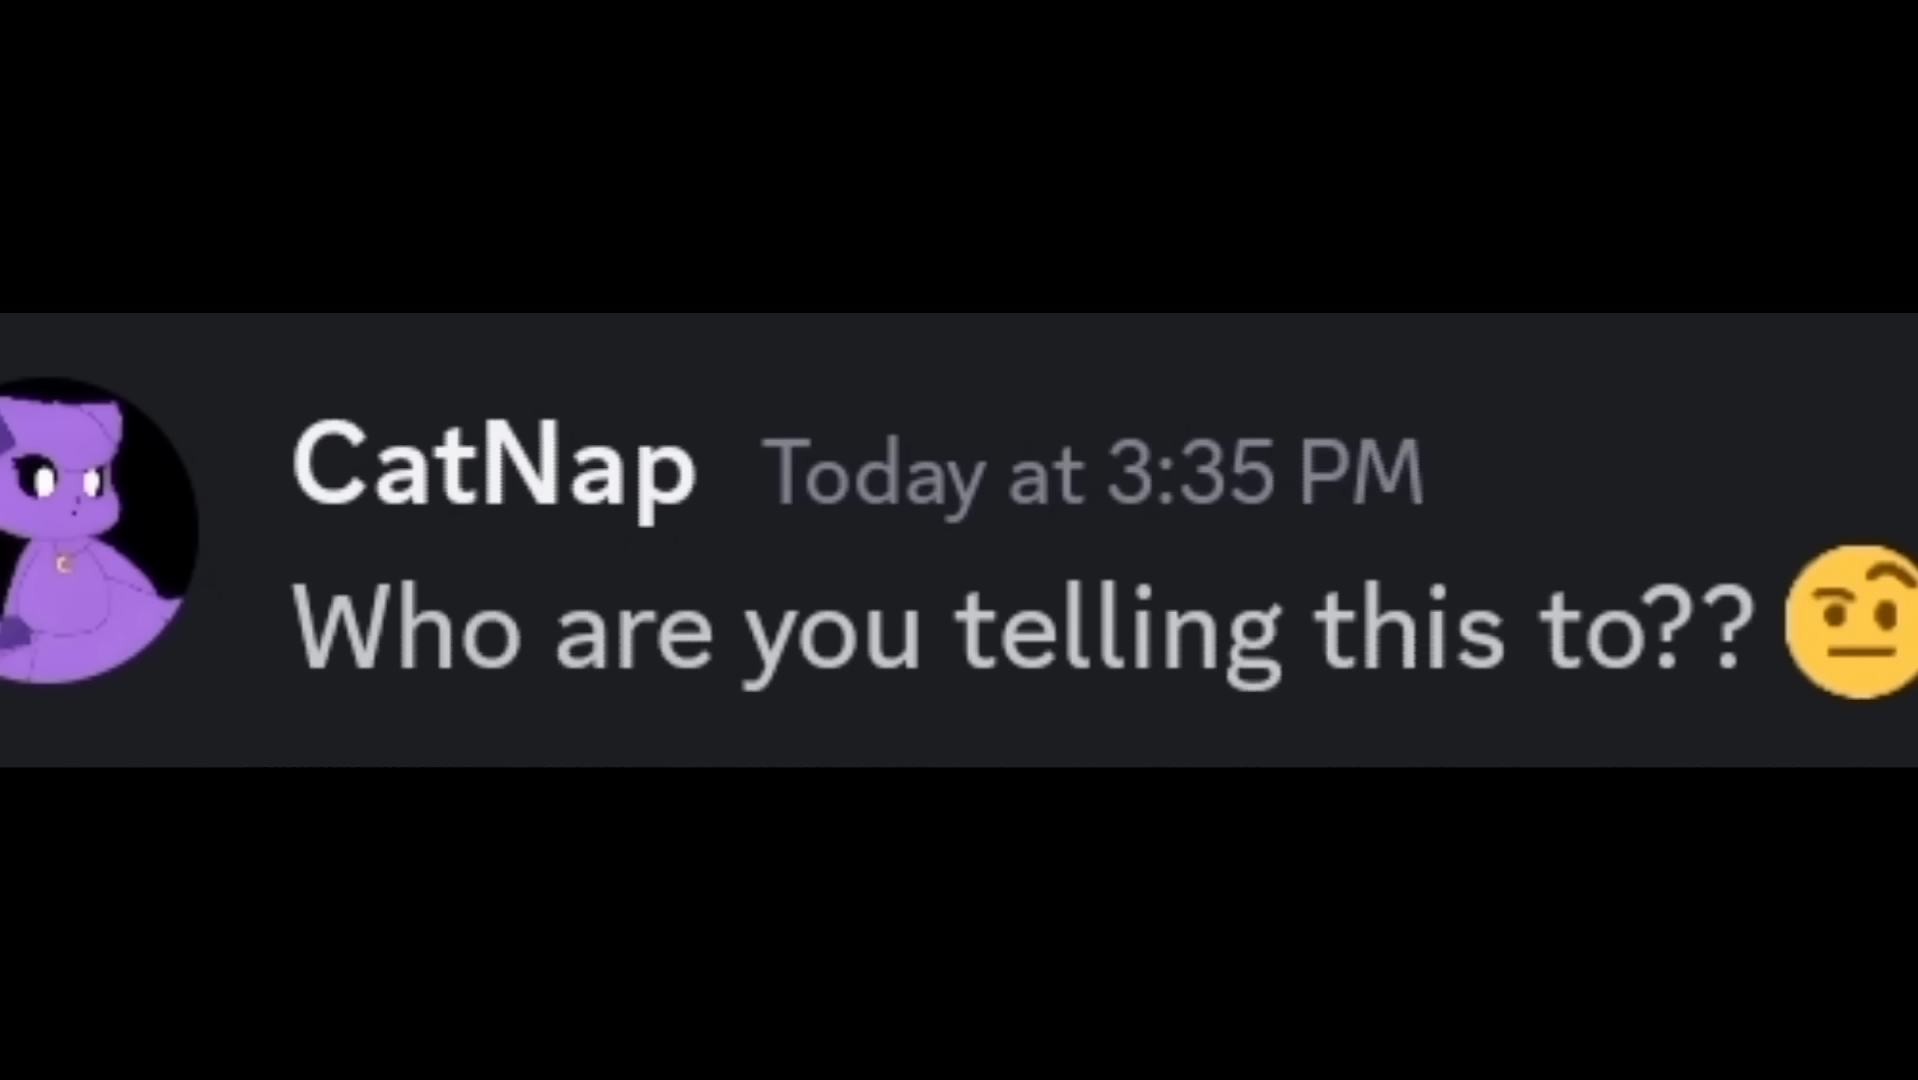 CatNap Today at 3:35 PM
Who are you telling this to?? 🤨